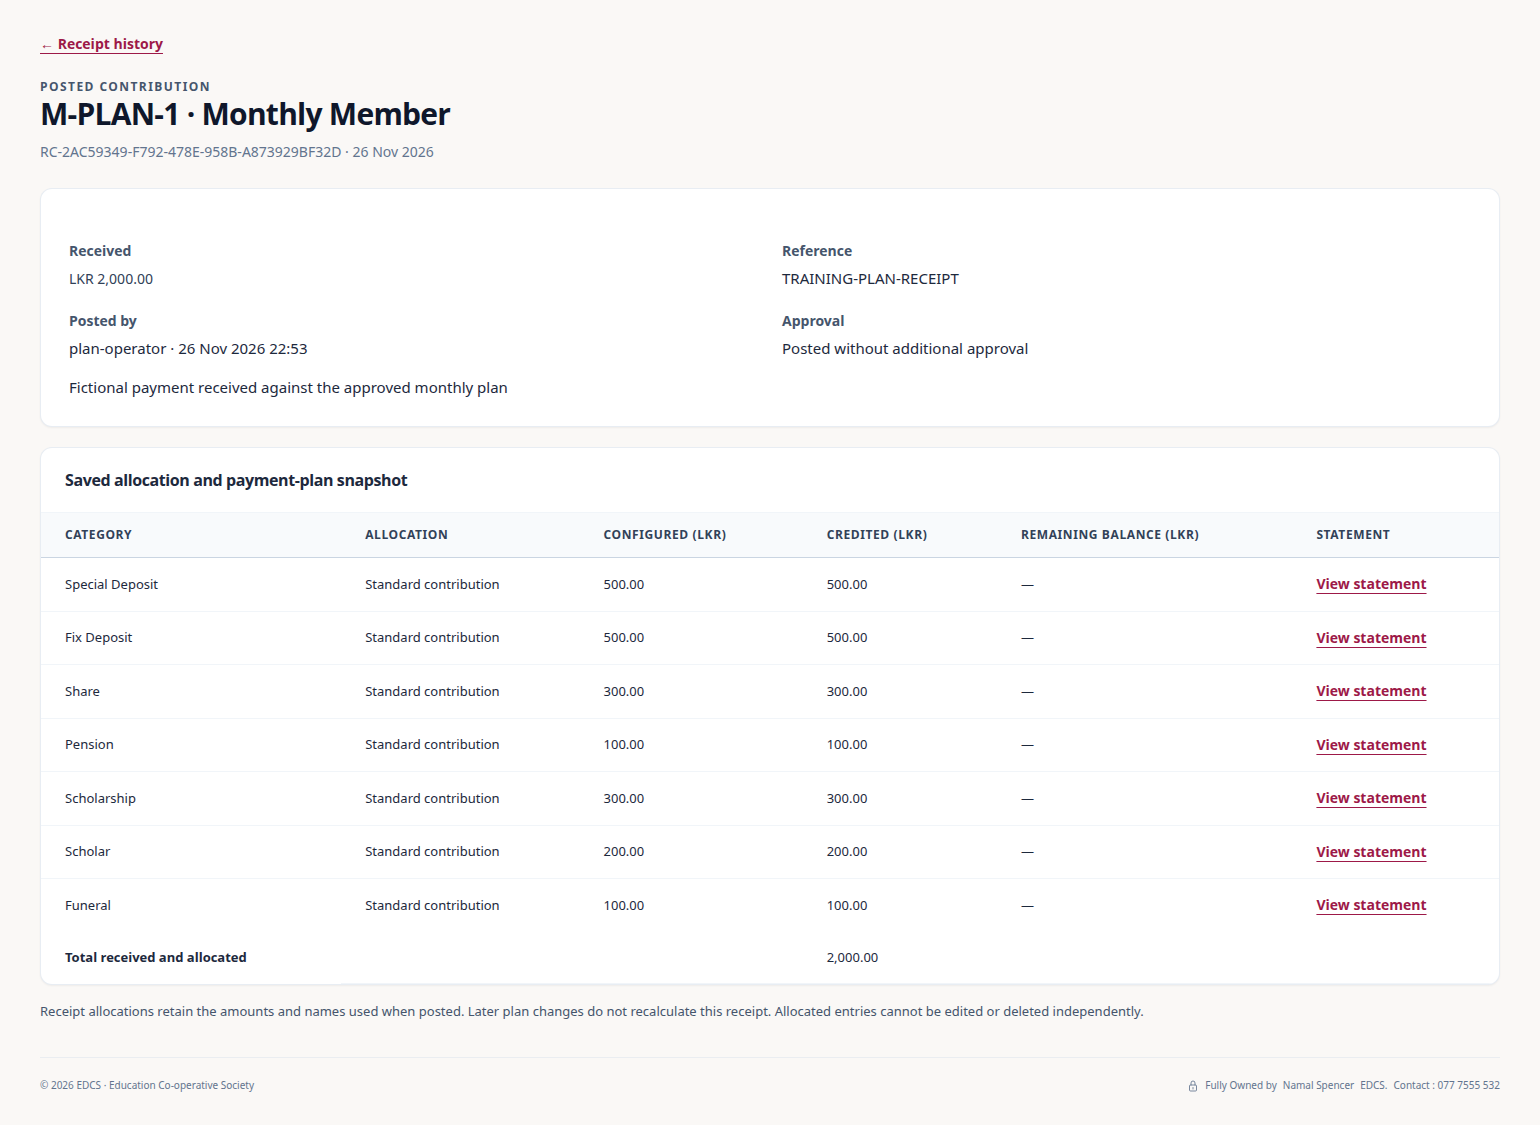 ← Receipt history
POSTED CONTRIBUTION
M-PLAN-1 · Monthly Member
RC-2AC59349-F792-478E-958B-A873929BF32D · 26 Nov 2026
Received
LKR 2,000.00
Reference
TRAINING-PLAN-RECEIPT
Posted by
plan-operator · 26 Nov 2026 22:53
Approval
Posted without additional approval
Fictional payment received against the approved monthly plan
Saved allocation and payment-plan snapshot
CATEGORY ALLOCATION CONFIGURED (LKR) CREDITED (LKR) REMAINING BALANCE (LKR) STATEMENT
Special Deposit Standard contribution 500.00 500.00 — View statement
Fix Deposit Standard contribution 500.00 500.00 — View statement
Share Standard contribution 300.00 300.00 — View statement
Pension Standard contribution 100.00 100.00 — View statement
Scholarship Standard contribution 300.00 300.00 — View statement
Scholar Standard contribution 200.00 200.00 — View statement
Funeral Standard contribution 100.00 100.00 — View statement
Total received and allocated 2,000.00
Receipt allocations retain the amounts and names used when posted. Later plan changes do not recalculate this receipt. Allocated entries cannot be edited or deleted independently.
© 2026 EDCS · Education Co-operative Society
Fully Owned by Namal Spencer EDCS. Contact : 077 7555 532